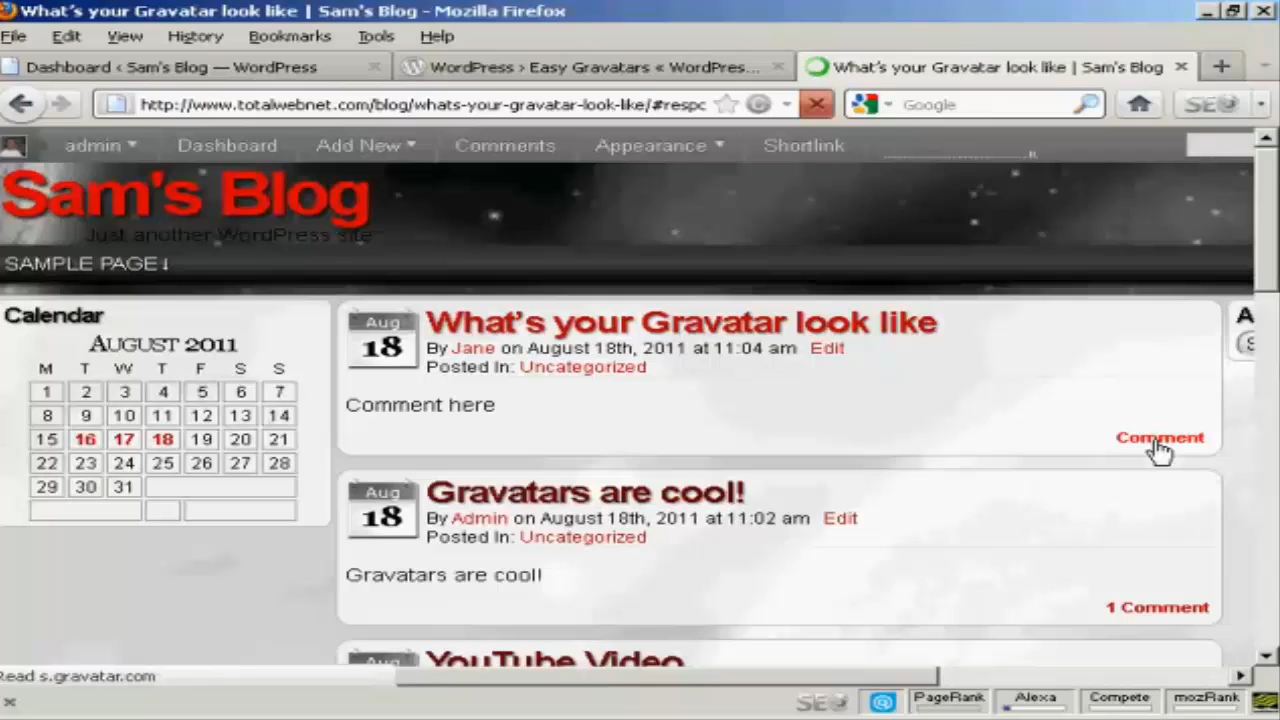 What's your Gravatar look like | Sam's Blog - Mozilla Firefox
File Edit View History Bookmarks Tools Help
Dashboard ‹ Sam's Blog — WordPress
WordPress › Easy Gravatars « WordPres...
What's your Gravatar look like | Sam's Blog
http://www.totalwebnet.com/blog/whats-your-gravatar-look-like/#respc
Google
SEO
admin Dashboard Add New Comments Appearance Shortlink
Sam's Blog
Just another WordPress site
SAMPLE PAGE↓
Calendar
August 2011
M T W T F S S
1 2 3 4 5 6 7
8 9 10 11 12 13 14
15 16 17 18 19 20 21
22 23 24 25 26 27 28
29 30 31
Aug
18
What's your Gravatar look like
By Jane on August 18th, 2011 at 11:04 am Edit
Posted In: Uncategorized
Comment here
Comment
Aug
18
Gravatars are cool!
By Admin on August 18th, 2011 at 11:02 am Edit
Posted In: Uncategorized
Gravatars are cool!
1 Comment
Aug
YouTube Video
A
Read s.gravatar.com
SEO
PageRank Alexa Compete mozRank